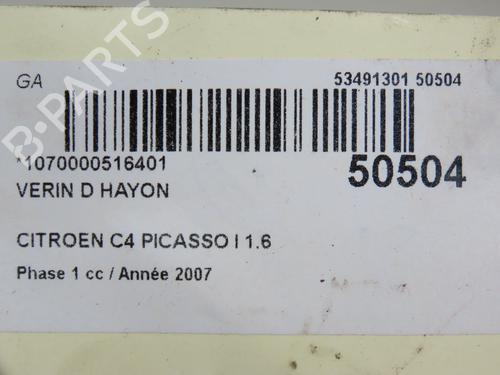 GA
53491301 50504
*1070000516401
50504
VERIN D HAYON
CITROEN C4 PICASSO I 1.6
Phase 1 cc / Année 2007
B-PARTS